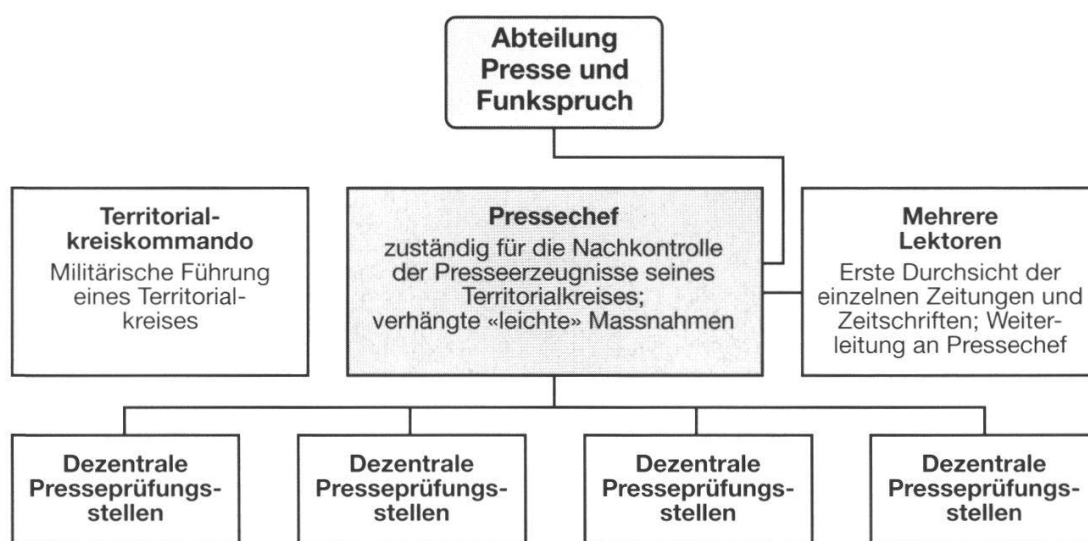 Abteilung
Presse und
Funkspruch
Territorial-
kreiskommando
Militärische Führung
eines Territorial-
kreises
Pressechef
zuständig für die Nachkontrolle
der Presseerzeugnisse seines
Territorialkreises;
verhängte «leichte» Massnahmen
Mehrere
Lektoren
Erste Durchsicht der
einzelnen Zeitungen und
Zeitschriften; Weiter-
leitung an Pressechef
Dezentrale
Presseprüfungs-
stellen
Dezentrale
Presseprüfungs-
stellen
Dezentrale
Presseprüfungs-
stellen
Dezentrale
Presseprüfungs-
stellen